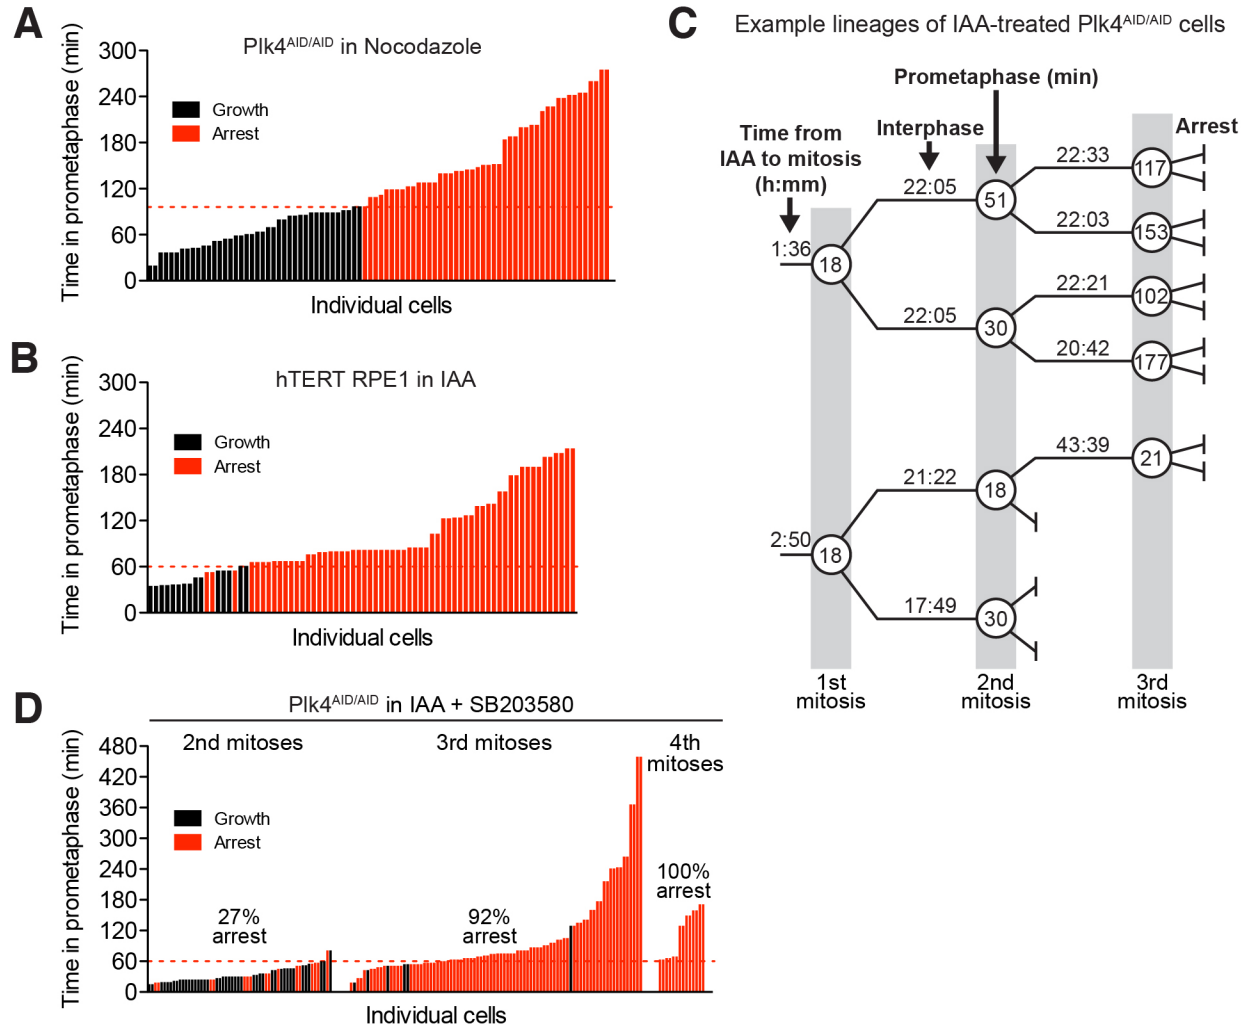 A
Plk4AID/AID in Nocodazole
Time in prometaphase (min)
300
240
180
120
60
0
Growth
Arrest
Individual cells
B
hTERT RPE1 in IAA
Time in prometaphase (min)
300
240
180
120
60
0
Growth
Arrest
Individual cells
C
Example lineages of IAA-treated Plk4AID/AID cells
Prometaphase (min)
Time from
IAA to mitosis
(h:mm)
Interphase
Arrest
1:36
18
22:05
51
22:33
117
22:03
153
22:05
30
22:21
102
20:42
177
2:50
18
21:22
18
43:39
21
17:49
30
1st
mitosis
2nd
mitosis
3rd
mitosis
D
Plk4AID/AID in IAA + SB203580
2nd mitoses
3rd mitoses
4th
mitoses
Time in prometaphase (min)
480
420
360
300
240
180
120
60
0
Growth
Arrest
27%
arrest
92%
arrest
100%
arrest
Individual cells